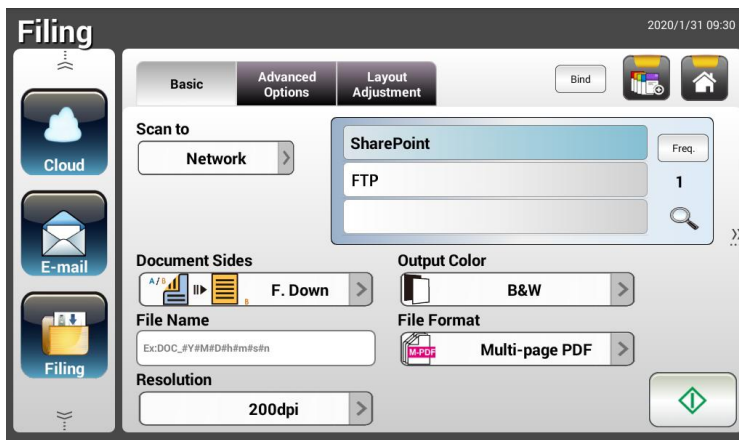 Filing
2020/1/31 09:30
Cloud
E-mail
Filing
Basic
Advanced
Options
Layout
Adjustment
Bind
Scan to
Network
SharePoint
FTP
Freq.
1
Document Sides
A/B
B
F. Down
Output Color
B&W
File Name
Ex:DOC_#Y#M#D#h#m#s#n
File Format
M-PDF
Multi-page PDF
Resolution
200dpi